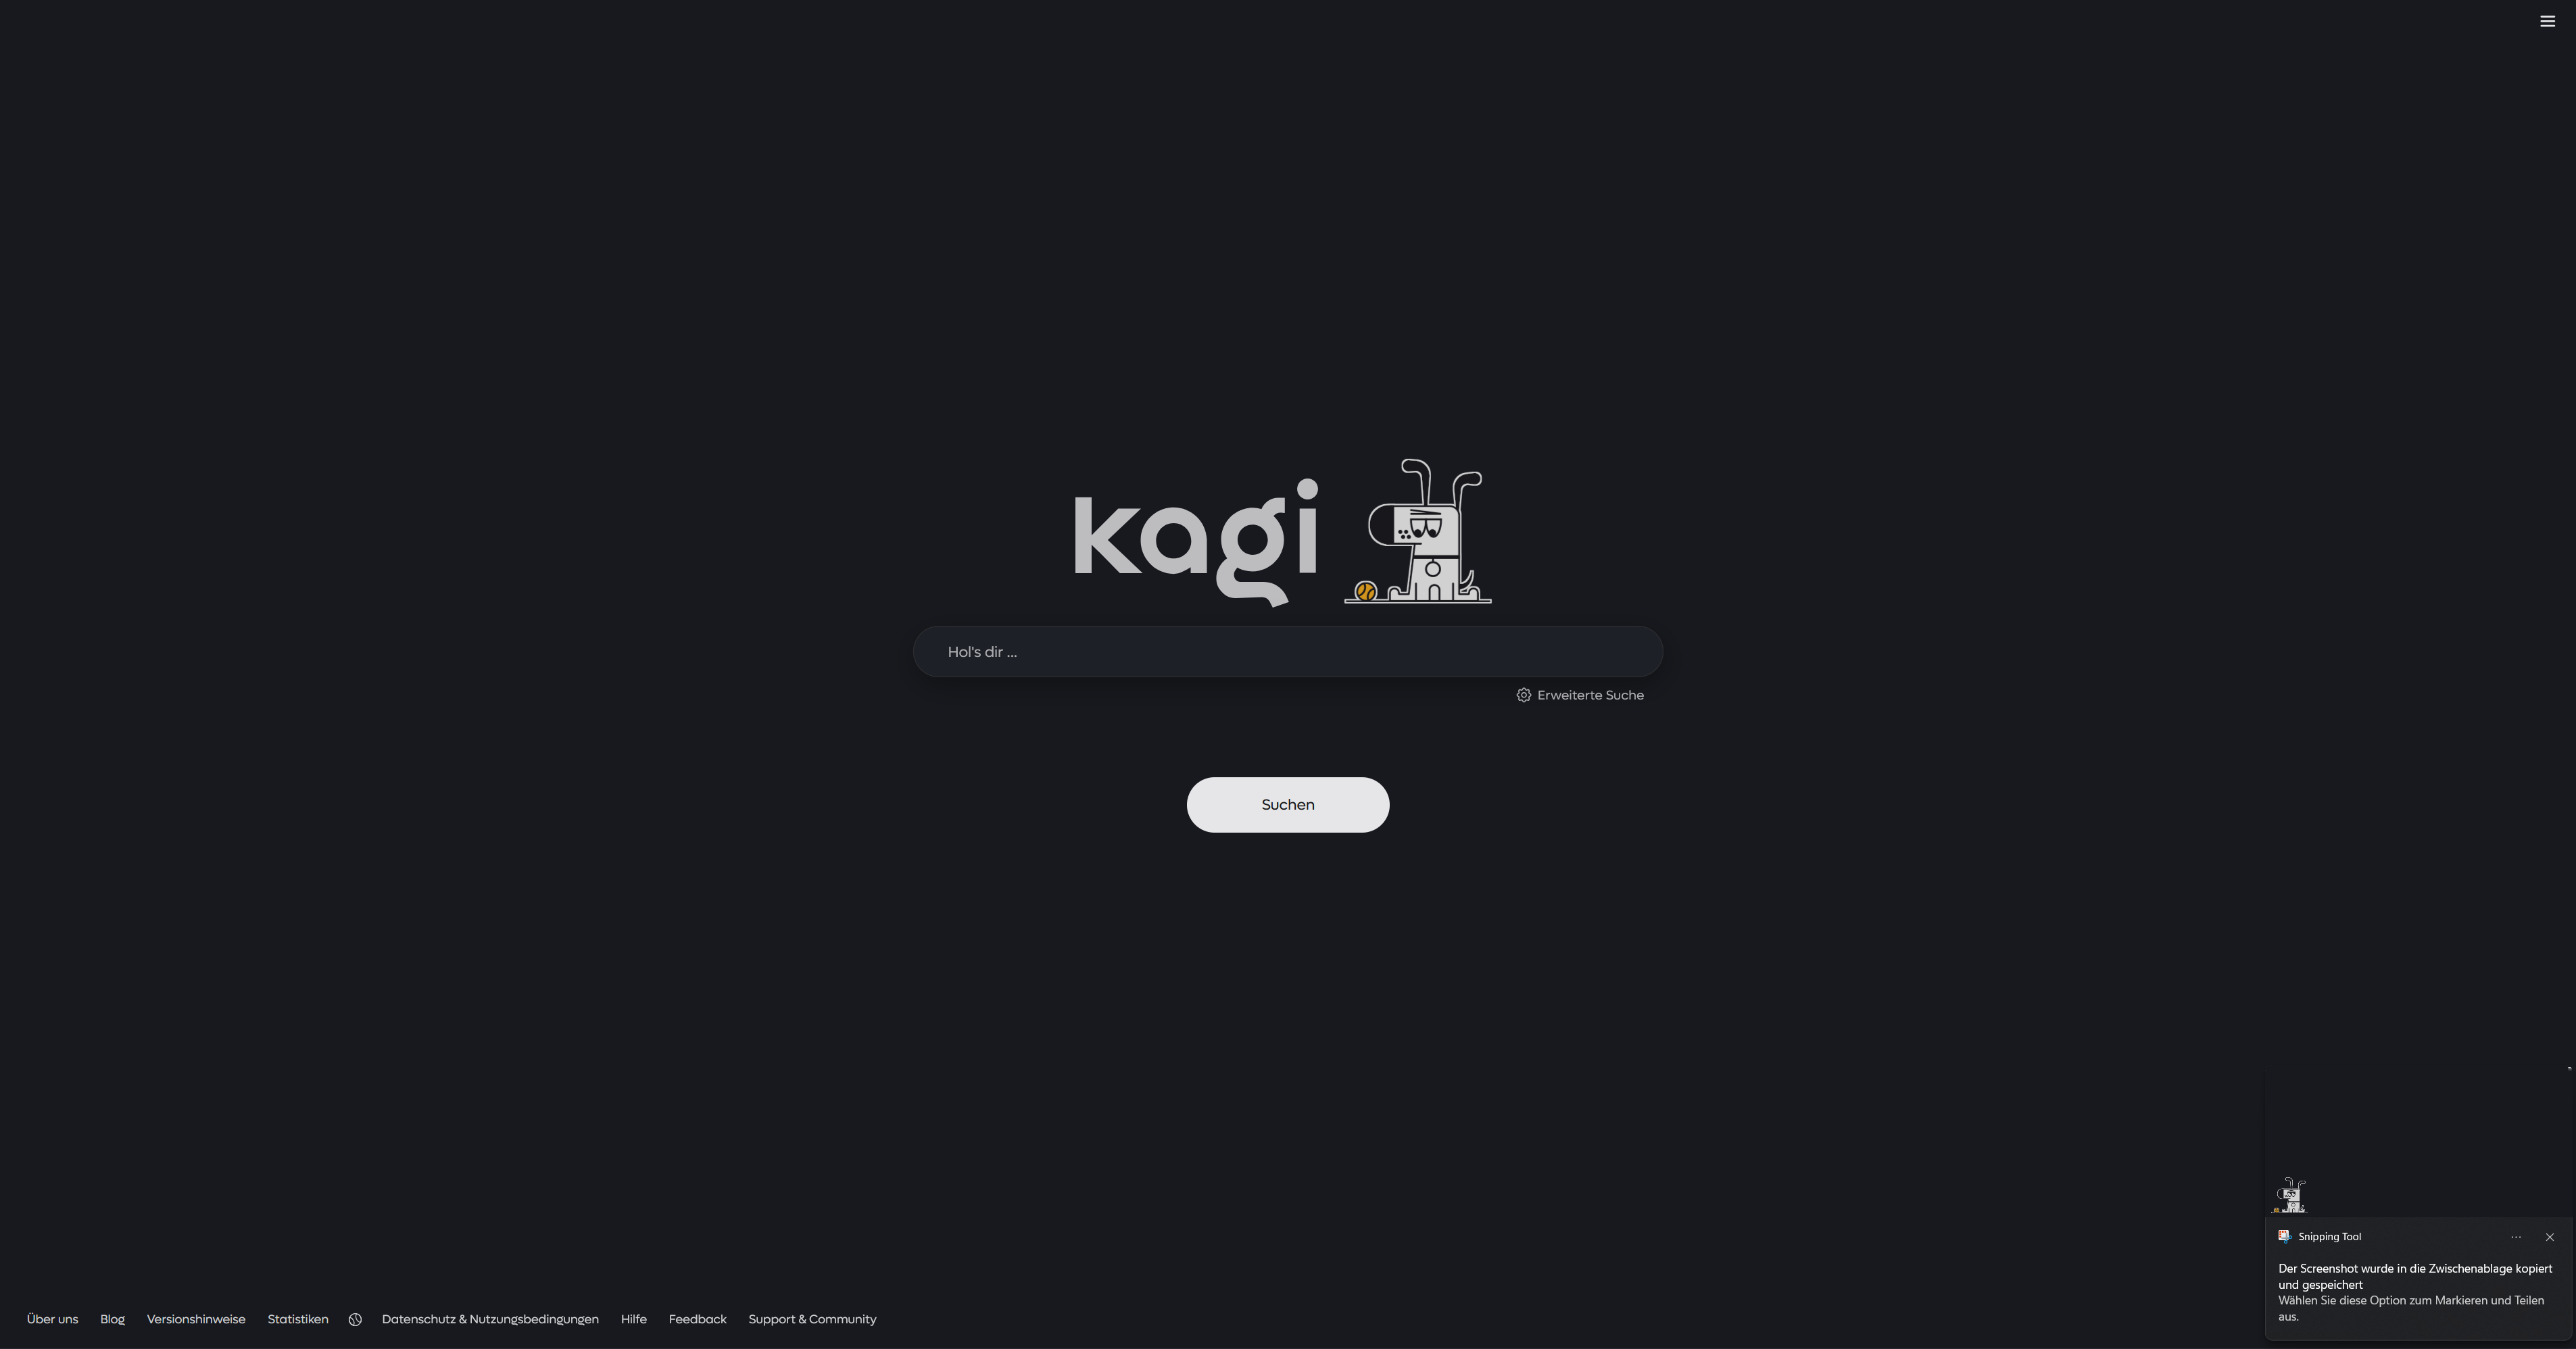 kagi
Hol's dir ...
Erweiterte Suche
Suchen
Snipping Tool
Der Screenshot wurde in die Zwischenablage kopiert
und gespeichert
Wählen Sie diese Option zum Markieren und Teilen
aus.
Über uns Blog Versionshinweise Statistiken Datenschutz & Nutzungsbedingungen Hilfe Feedback Support & Community